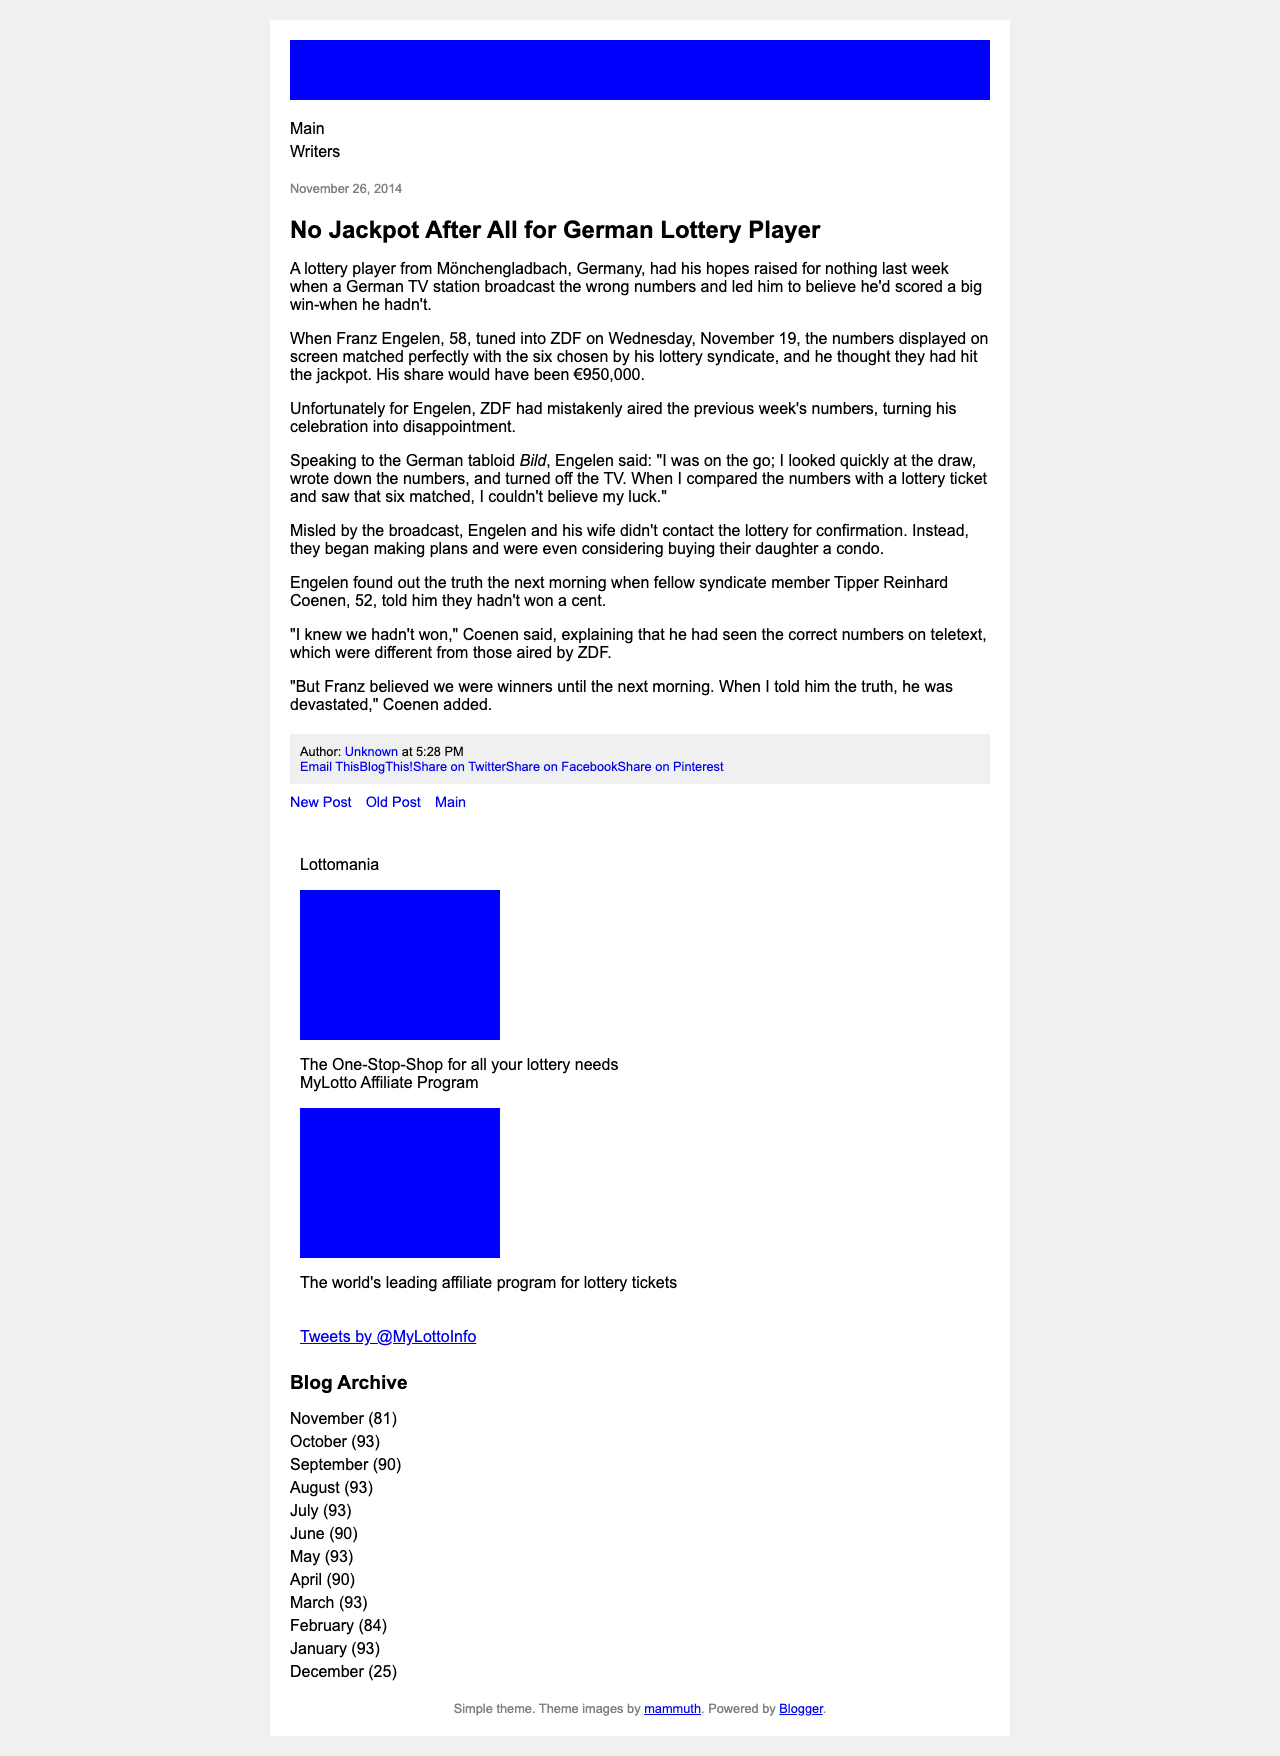 Main
Writers
November 26, 2014
No Jackpot After All for German Lottery Player
A lottery player from Mönchengladbach, Germany, had his hopes raised for nothing last week
when a German TV station broadcast the wrong numbers and led him to believe he'd scored a big
win-when he hadn't.
When Franz Engelen, 58, tuned into ZDF on Wednesday, November 19, the numbers displayed on
screen matched perfectly with the six chosen by his lottery syndicate, and he thought they had hit
the jackpot. His share would have been €950,000.
Unfortunately for Engelen, ZDF had mistakenly aired the previous week's numbers, turning his
celebration into disappointment.
Speaking to the German tabloid Bild, Engelen said: "I was on the go; I looked quickly at the draw,
wrote down the numbers, and turned off the TV. When I compared the numbers with a lottery ticket
and saw that six matched, I couldn't believe my luck."
Misled by the broadcast, Engelen and his wife didn't contact the lottery for confirmation. Instead,
they began making plans and were even considering buying their daughter a condo.
Engelen found out the truth the next morning when fellow syndicate member Tipper Reinhard
Coenen, 52, told him they hadn't won a cent.
"I knew we hadn't won," Coenen said, explaining that he had seen the correct numbers on teletext,
which were different from those aired by ZDF.
"But Franz believed we were winners until the next morning. When I told him the truth, he was
devastated," Coenen added.
Author: Unknown at 5:28 PM
Email ThisBlogThis!Share on TwitterShare on FacebookShare on Pinterest
New Post Old Post Main
Lottomania
The One-Stop-Shop for all your lottery needs
MyLotto Affiliate Program
The world's leading affiliate program for lottery tickets
Tweets by @MyLottoInfo
Blog Archive
November (81)
October (93)
September (90)
August (93)
July (93)
June (90)
May (93)
April (90)
March (93)
February (84)
January (93)
December (25)
Simple theme. Theme images by mammuth. Powered by Blogger.